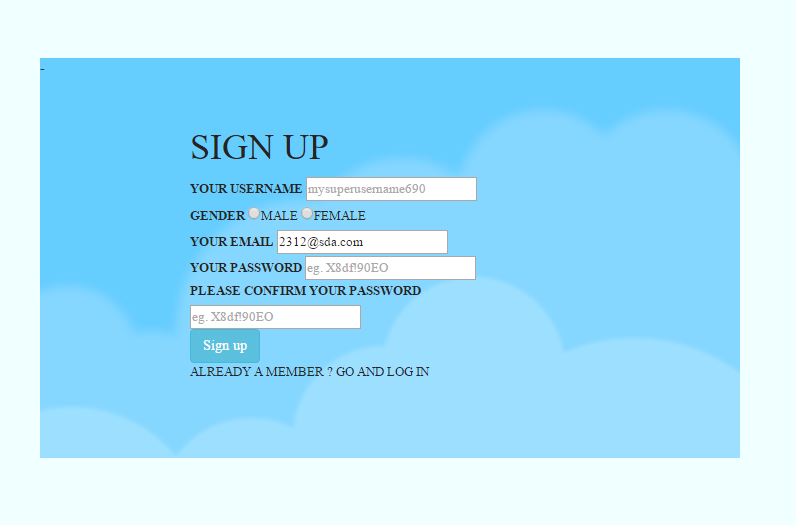 -
SIGN UP
YOUR USERNAME mysuperusername690
GENDER MALE FEMALE
YOUR EMAIL 2312@sda.com
YOUR PASSWORD eg. X8df!90EO
PLEASE CONFIRM YOUR PASSWORD
eg. X8df!90EO
Sign up
ALREADY A MEMBER ? GO AND LOG IN